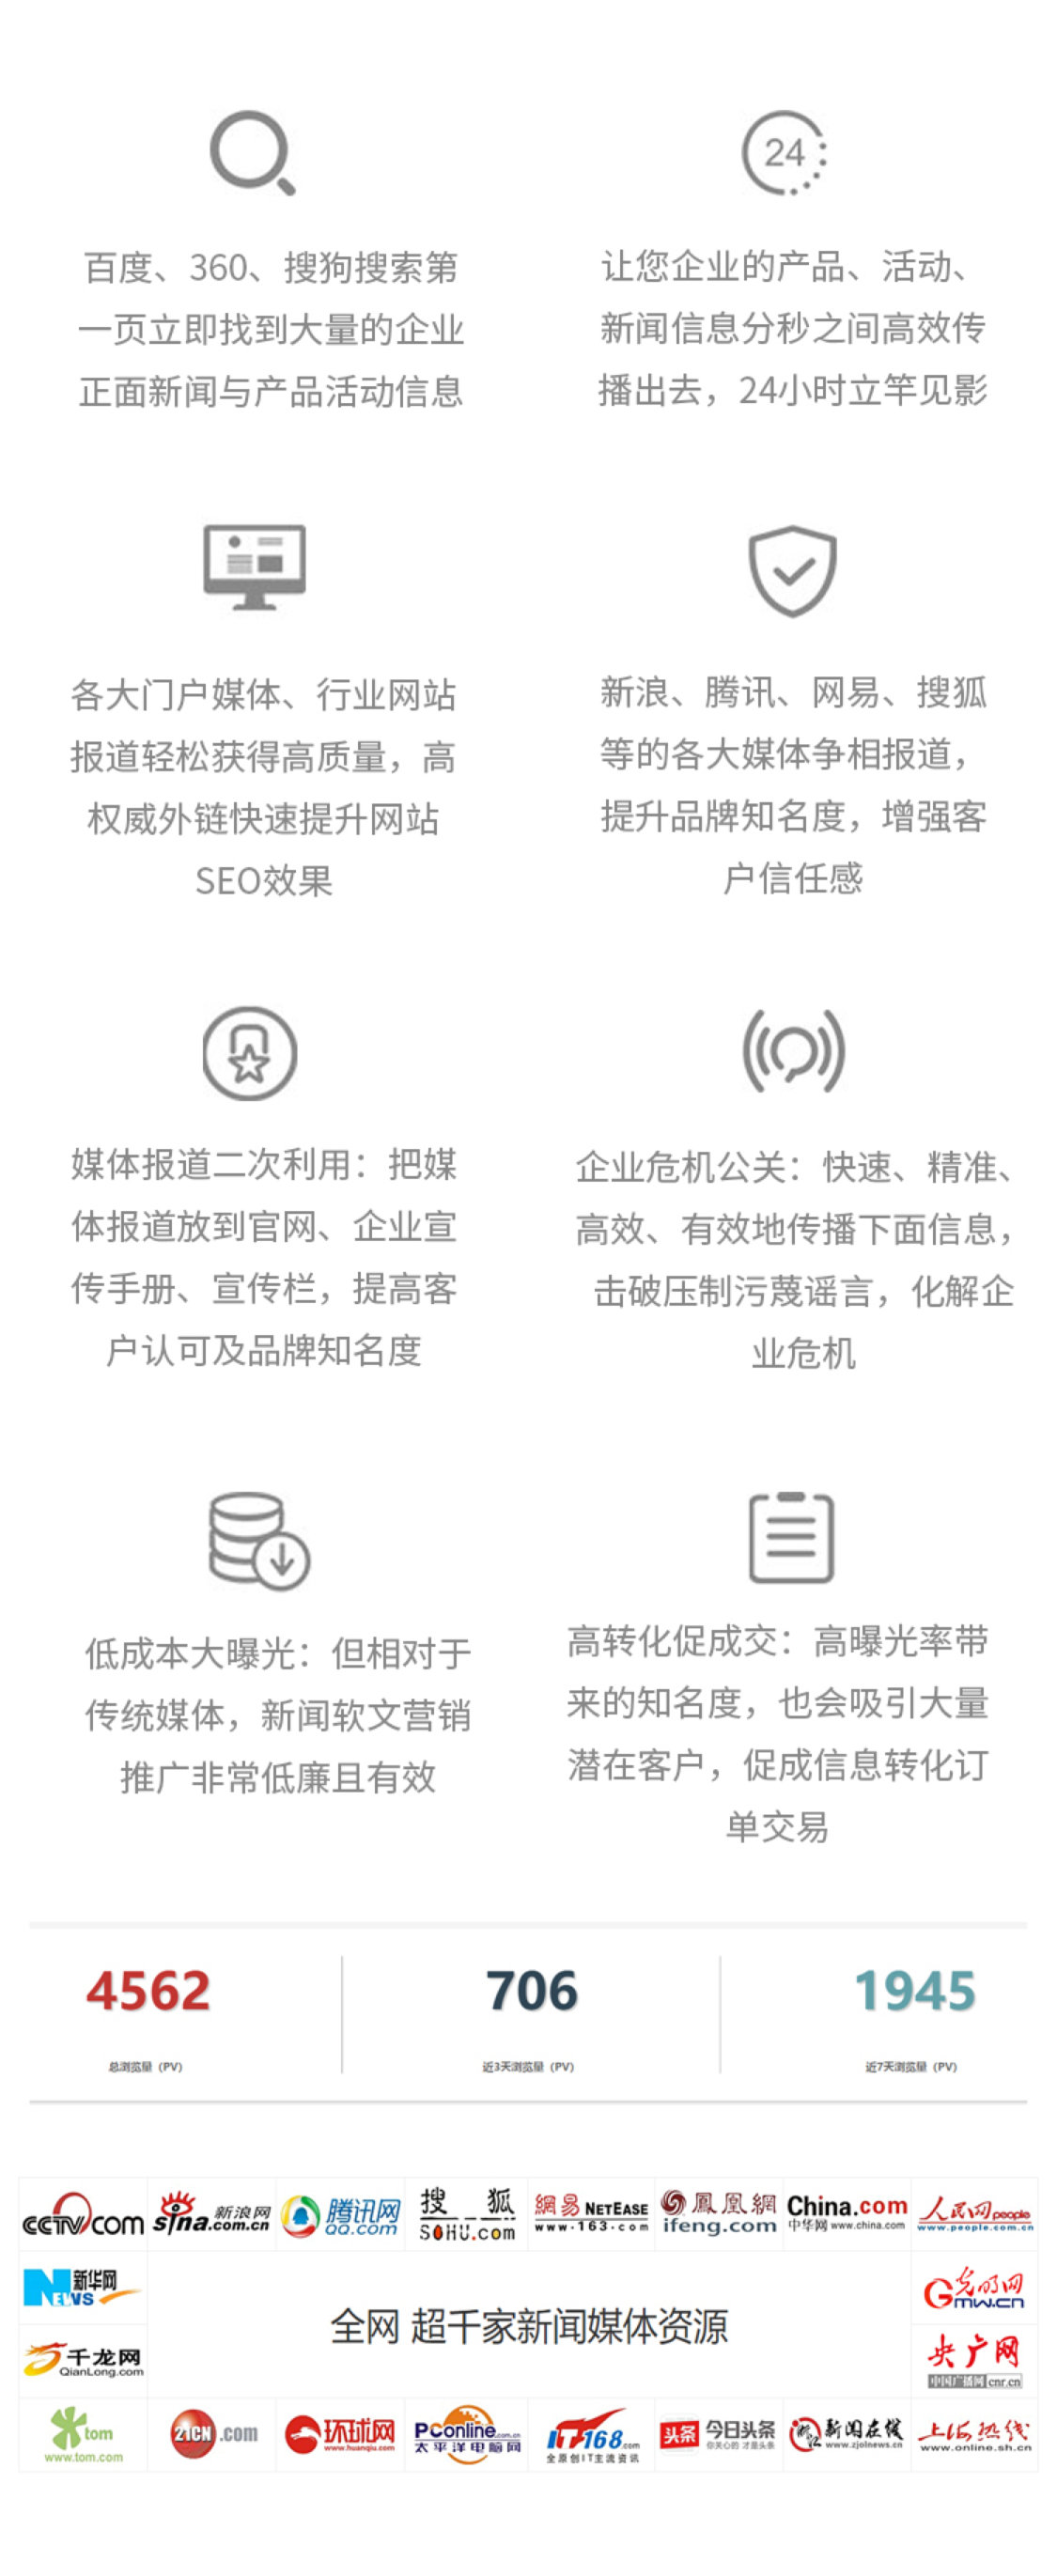 24
百度、360、搜狗搜索第
一页立即找到大量的企业
正面新闻与产品活动信息
让您企业的产品、活动、
新闻信息分秒之间高效传
播出去，24小时立竿见影
各大门户媒体、行业网站
报道轻松获得高质量，高
权威外链快速提升网站
SEO效果
新浪、腾讯、网易、搜狐
等的各大媒体争相报道，
提升品牌知名度，增强客
户信任感
媒体报道二次利用：把媒
体报道放到官网、企业宣
传手册、宣传栏，提高客
户认可及品牌知名度
企业危机公关：快速、精准、
高效、有效地传播下面信息，
击破压制污蔑谣言，化解企
业危机
低成本大曝光：但相对于
传统媒体，新闻软文营销
推广非常低廉且有效
高转化促成交：高曝光率带
来的知名度，也会吸引大量
潜在客户，促成信息转化订
单交易
4562
总浏览量（PV）
706
近3天浏览量（PV）
1945
近7天浏览量（PV）
CCTV.com
新浪网
sina.com.cn
腾讯网
QQ.com
搜 狐
SOHU.com
網易 NETEASE
www.163.com
鳳凰網
ifeng.com
China.com
中华网 www.china.com
人民网 people
www.people.com.cn
新华网
NEWS
光明网
Gmw.cn
全网 超千家新闻媒体资源
千龙网
QianLong.com
央广网
中国广播网 cnr.cn
tom
www.tom.com
21CN.com
环球网
www.huanqiu.com
PConline.com.cn
太平洋电脑网
IT168.com
全原创IT主流资讯
头条 今日头条
你关心的 才是头条
浙江 新闻在线
www.zjolnews.cn
上海热线
www.online.sh.cn